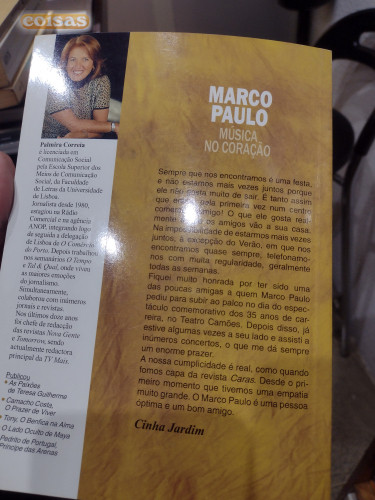 coisas
Palmira Correia
é licenciada em
Comunicação Social
pela Escola Superior dos
Meios de Comunicação
Social, da Faculdade
de Letras da Universidade
de Lisboa.
Jornalista desde 1980,
estagiou na Rádio
Comercial e na agência
ANOP, integrando logo
de seguida a delegação
de Lisboa de O Comércio
do Porto. Depois trabalhou
nos semanários O Tempo
e Tal & Qual, onde viveu
as maiores emoções
do jornalismo.
Simultaneamente,
colaborou com inúmeros
jornais e revistas.
Nos últimos doze anos
foi chefe de redacção
das revistas Nova Gente
e Tomorrow, sendo
actualmente redactora
principal da TV Mais.
Publicou
As Paixões
de Teresa Guilherme
Camacho Costa,
O Prazer de Viver
Tony, O Benfica na Alma
O Lado Oculto de Maya
Pedrito de Portugal,
Príncipe das Arenas
MARCO
PAULO
MÚSICA
NO CORAÇÃO
Sempre que nos encontramos é uma festa,
e não estamos mais vezes juntos porque
ele não gosta muito de sair. É tanto assim
que entrou pela primeira vez num centro
comercial comigo! O que ele gosta real-
mente é que os amigos vão a sua casa.
Na impossibilidade de estarmos mais vezes
juntos, à excepção do Verão, em que nos
encontramos quase sempre, telefonamo-
nos com muita regularidade, geralmente
todas as semanas.
Fiquei muito honrada por ter sido uma
das poucas amigas a quem Marco Paulo
pediu para subir ao palco no dia do espec-
táculo comemorativo dos 35 anos de car-
reira, no Teatro Camões. Depois disso, já
estive algumas vezes a seu lado e assisti a
inúmeros concertos, o que me dá sempre
um enorme prazer.
A nossa cumplicidade é real, como quando
fomos capa da revista Caras. Desde o pri-
meiro momento que tivemos uma empatia
muito grande. O Marco Paulo é uma pessoa
óptima e um bom amigo.
Cinha Jardim